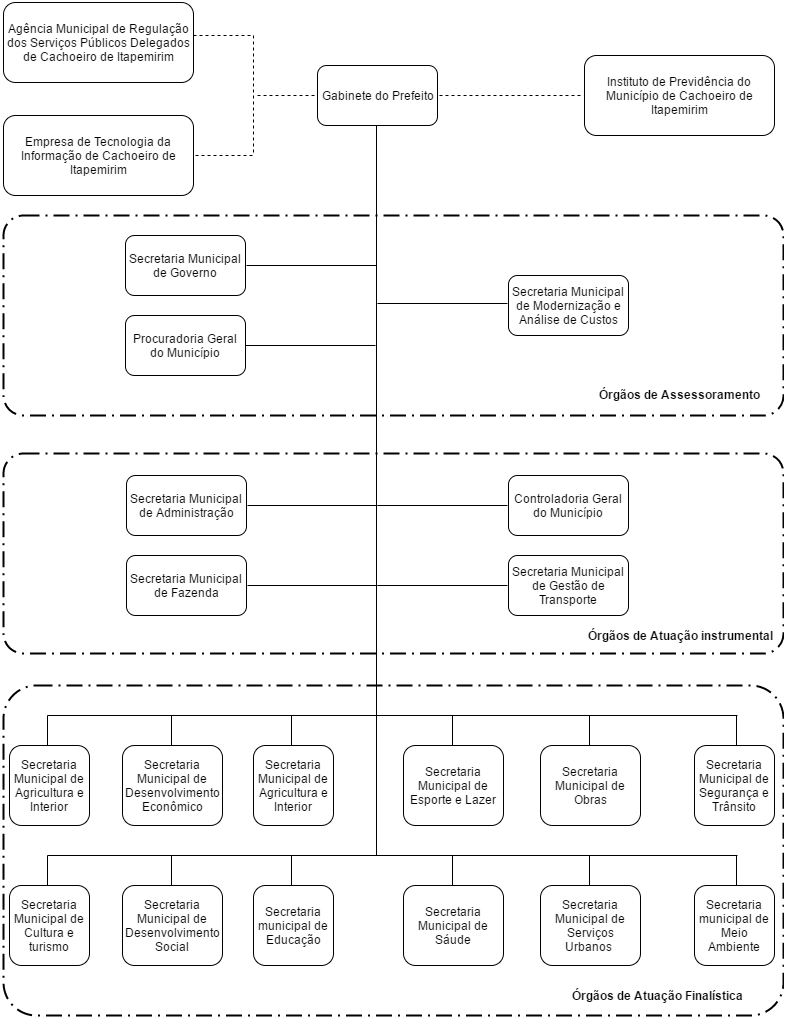 Agência Municipal de Regulação
dos Serviços Públicos Delegados
de Cachoeiro de Itapemirim
Gabinete do Prefeito
Instituto de Previdência do
Município de Cachoeiro de
Itapemirim
Empresa de Tecnologia da
Informação de Cachoeiro de
Itapemirim
Secretaria Municipal
de Governo
Secretaria Municipal
de Modernização e
Análise de Custos
Procuradoria Geral
do Município
Órgãos de Assessoramento
Secretaria Municipal
de Administração
Controladoria Geral
do Município
Secretaria Municipal
de Fazenda
Secretaria Municipal
de Gestão de
Transporte
Órgãos de Atuação instrumental
Secretaria
Municipal de
Agricultura e
Interior
Secretaria
Municipal de
Desenvolvimento
Econômico
Secretaria
Municipal de
Agricultura e
Interior
Secretaria
Municipal de
Esporte e Lazer
Secretaria
Municipal de
Obras
Secretaria
Municipal de
Segurança e
Trânsito
Secretaria
Municipal de
Cultura e
turismo
Secretaria
Municipal de
Desenvolvimento
Social
Secretaria
municipal de
Educação
Secretaria
Municipal de
Sáude
Secretaria
Municipal de
Serviços
Urbanos
Secretaria
municipal de
Meio
Ambiente
Órgãos de Atuação Finalística